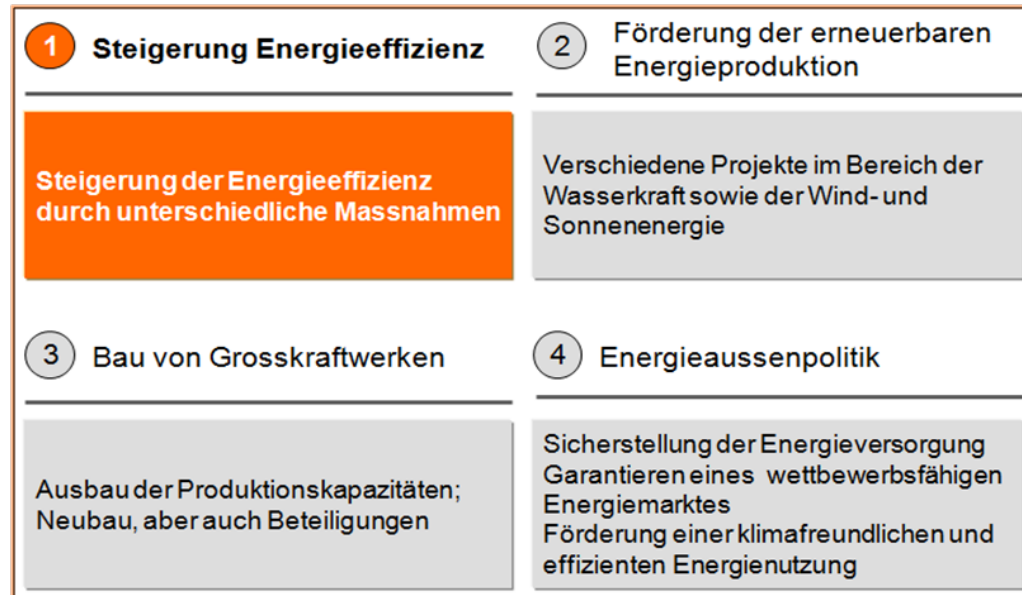 1 Steigerung Energieeffizienz
Steigerung der Energieeffizienz
durch unterschiedliche Massnahmen
2 Förderung der erneuerbaren
Energieproduktion
Verschiedene Projekte im Bereich der
Wasserkraft sowie der Wind- und
Sonnenenergie
3 Bau von Grosskraftwerken
Ausbau der Produktionskapazitäten;
Neubau, aber auch Beteiligungen
4 Energieaussenpolitik
Sicherstellung der Energieversorgung
Garantieren eines wettbewerbsfähigen
Energiemarktes
Förderung einer klimafreundlichen und
effizienten Energienutzung